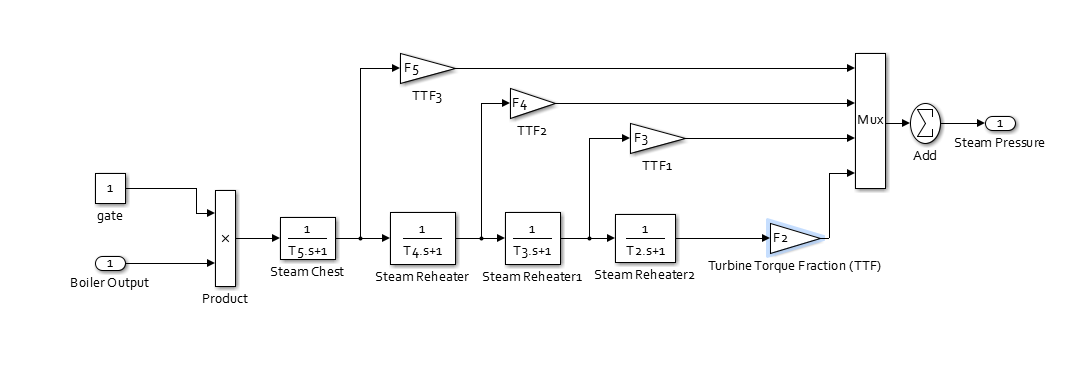 F5
TTF3
F4
TTF2
F3
TTF1
Mux
Add
1
Steam Pressure
1
gate
1
Boiler Output
×
Product
1
T5.s+1
Steam Chest
1
T4.s+1
Steam Reheater
1
T3.s+1
Steam Reheater1
1
T2.s+1
Steam Reheater2
F2
Turbine Torque Fraction (TTF)